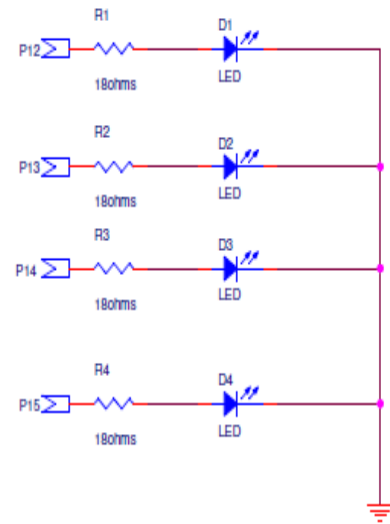 R1
D1
P12
18ohms
LED
R2
D2
P13
18ohms
LED
R3
D3
P14
18ohms
LED
R4
D4
P15
18ohms
LED